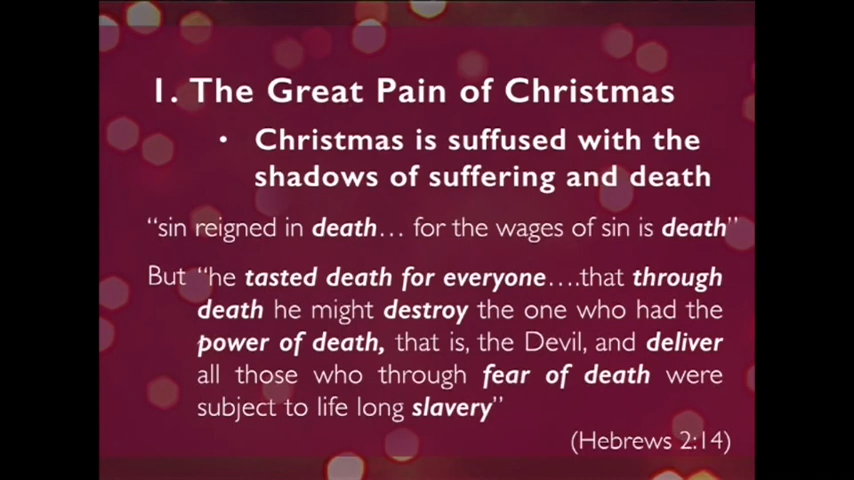 1. The Great Pain of Christmas
• Christmas is suffused with the
shadows of suffering and death
“sin reigned in death… for the wages of sin is death”
But “he tasted death for everyone….that through
death he might destroy the one who had the
power of death, that is, the Devil, and deliver
all those who through fear of death were
subject to life long slavery”
(Hebrews 2:14)